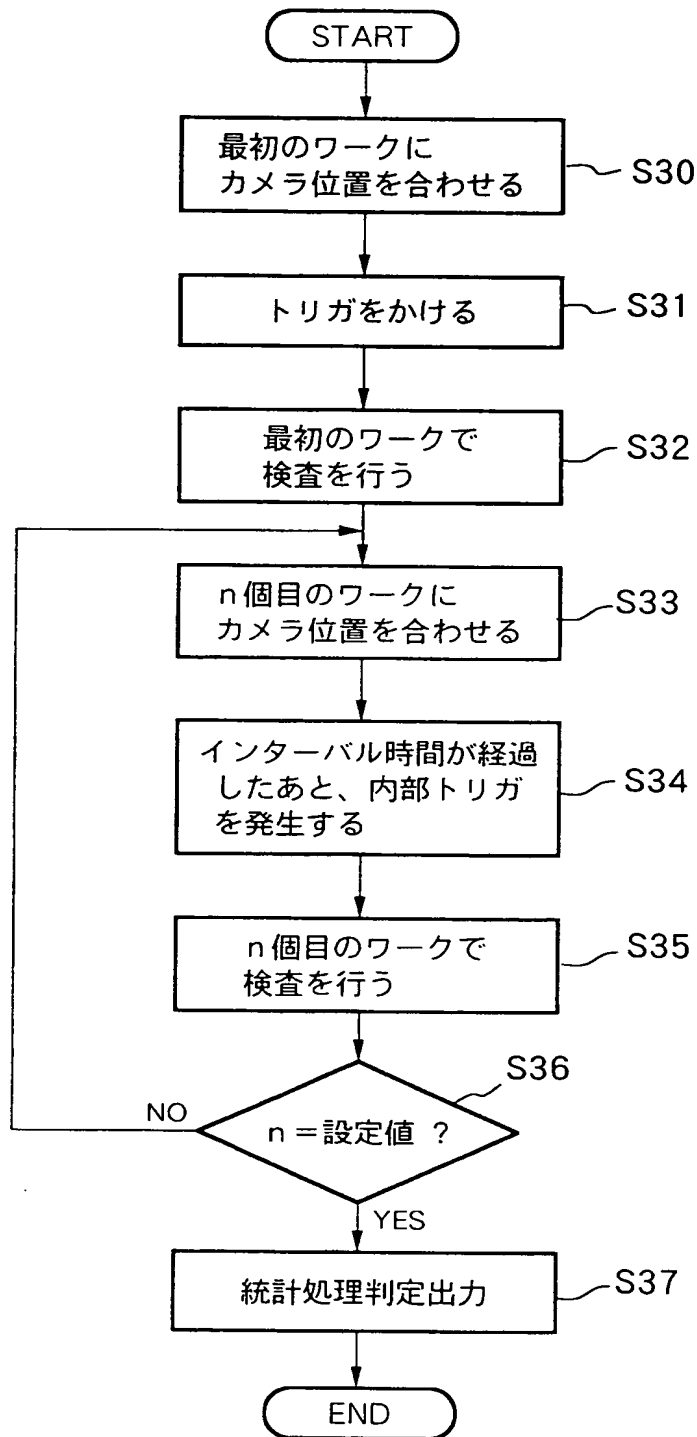 START
最初のワークに
カメラ位置を合わせる
S30
トリガをかける
S31
最初のワークで
検査を行う
S32
n個目のワークに
カメラ位置を合わせる
S33
インターバル時間が経過
したあと、内部トリガ
を発生する
S34
n個目のワークで
検査を行う
S35
S36
NO
n=設定値 ?
YES
統計処理判定出力
S37
END